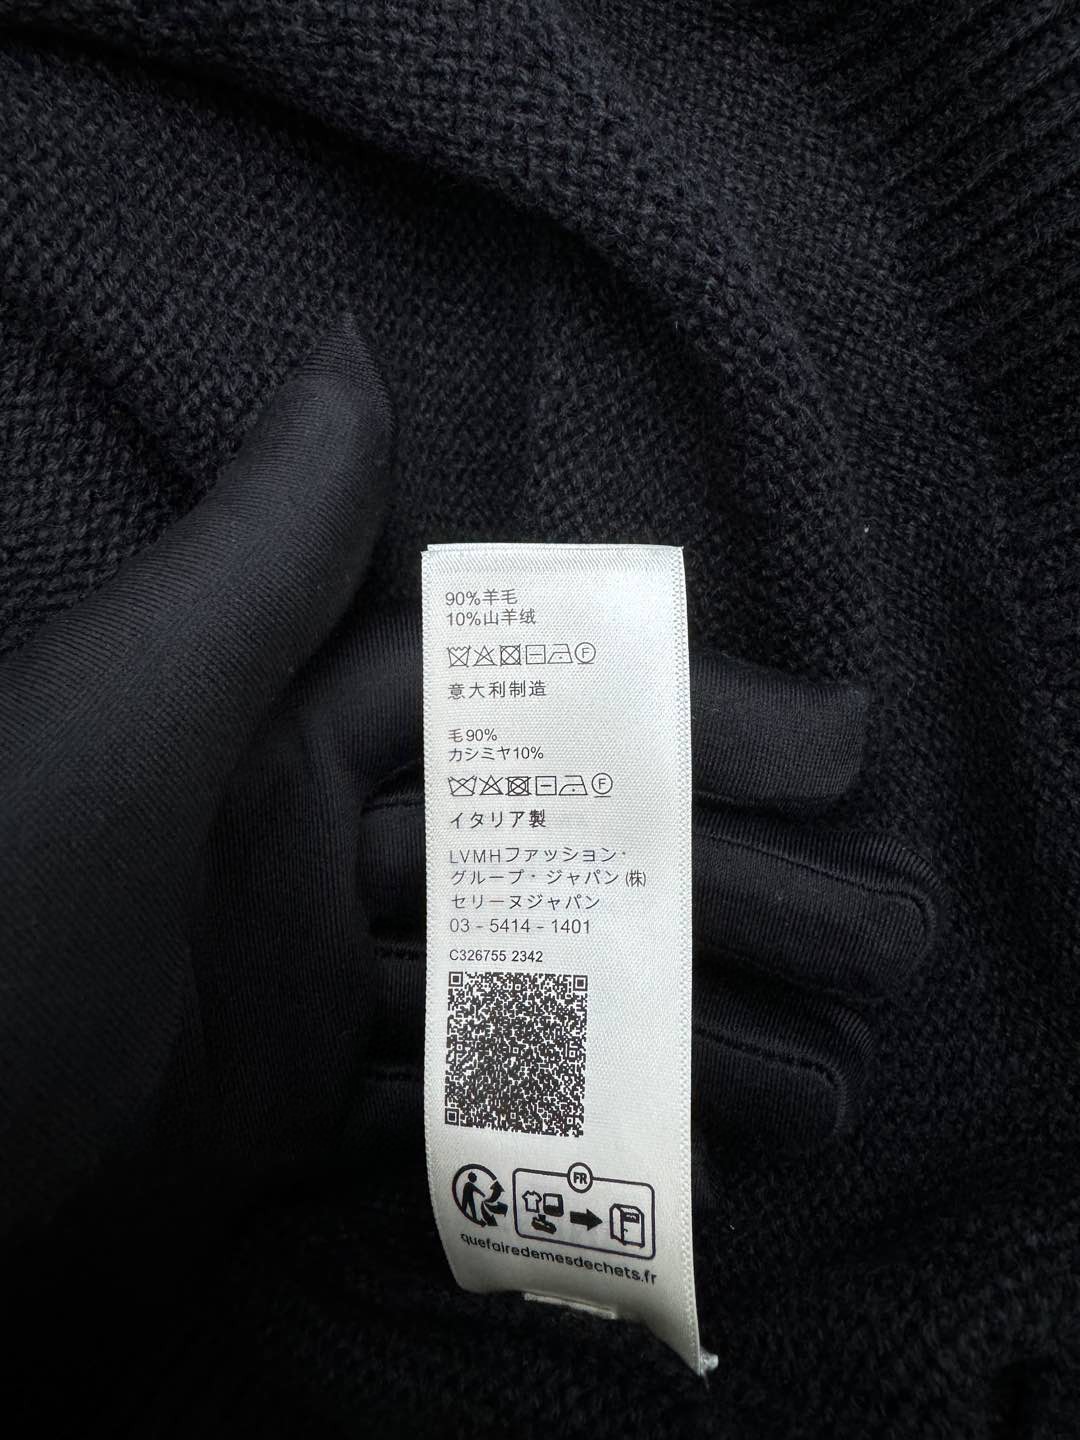 90%羊毛
10%山羊绒
F
意大利制造
毛90%
カシミヤ10%
F
イタリア製
LVMHファッション・
グループ・ジャパン(株)
セリーヌジャパン
03 - 5414 - 1401
C326755 2342
FR
quefairedemesdechets.fr